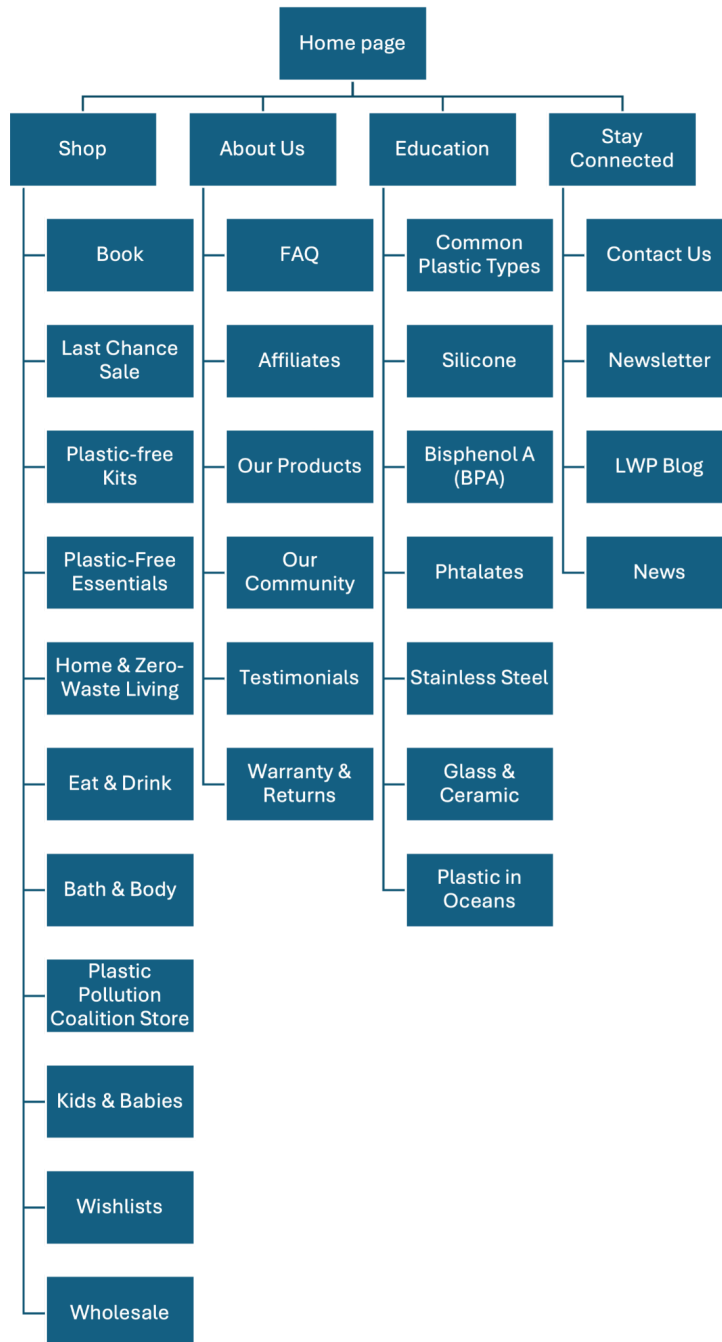 Home page
Shop
About Us
Education
Stay
Connected
Book
Last Chance
Sale
Plastic-free
Kits
Plastic-Free
Essentials
Home & Zero-
Waste Living
Eat & Drink
Bath & Body
Plastic
Pollution
Coalition Store
Kids & Babies
Wishlists
Wholesale
FAQ
Affiliates
Our Products
Our
Community
Testimonials
Warranty &
Returns
Common
Plastic Types
Silicone
Bisphenol A
(BPA)
Phtalates
Stainless Steel
Glass &
Ceramic
Plastic in
Oceans
Contact Us
Newsletter
LWP Blog
News